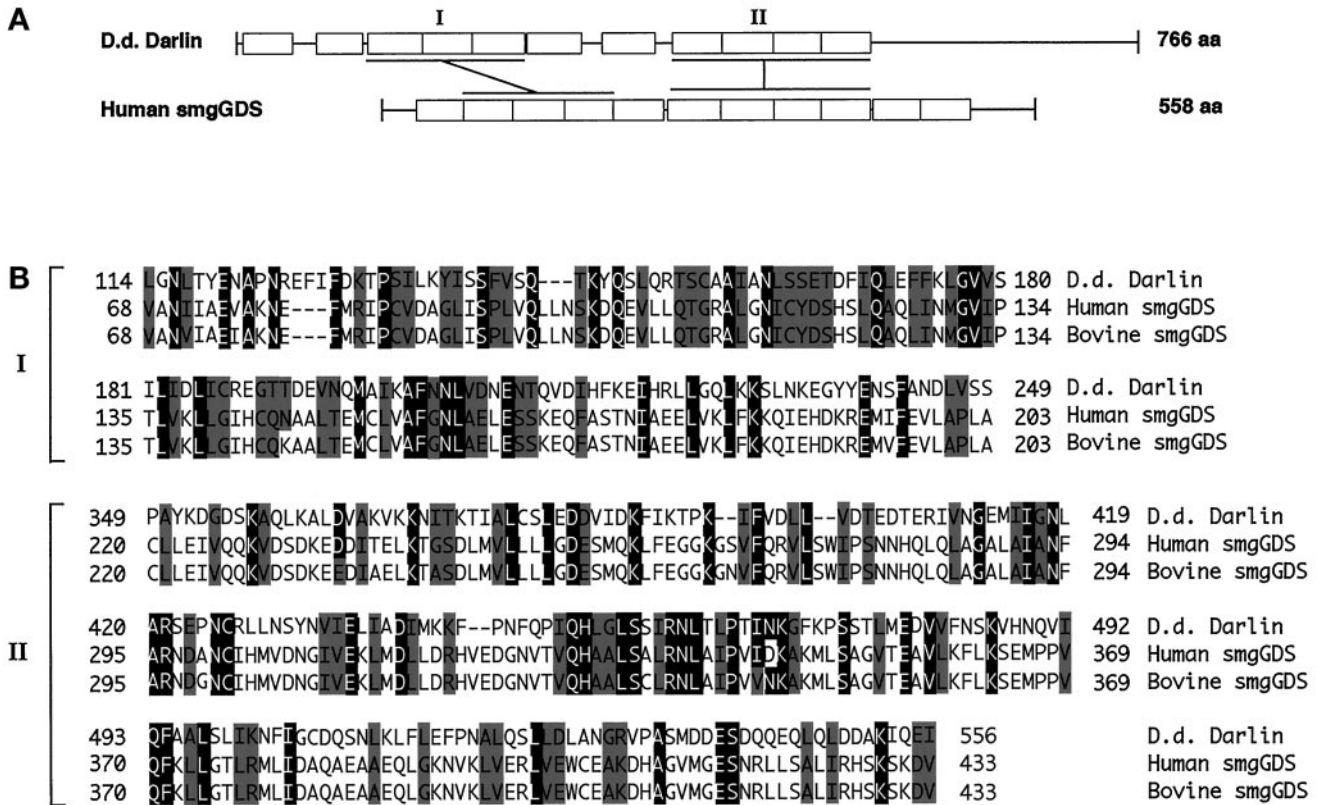 A
I
II
D.d. Darlin
766 aa
Human smgGDS
558 aa
B
I
114 LGNLTYENAPNREFIFDKTPSILKYISSFVSQ---TKYQSLQRTSCAAIANLSSETDFIQLEFFKLGVVS 180 D.d. Darlin
68 VANIIAEVAKNE---FMRIPCVDAGLISPLVQLLNSKDQEVLLQTGRALGNICYDSHSLQAQLINMGVIP 134 Human smgGDS
68 VANVIAEIAKNE---FMRIPCVDAGLISPLVQLLNSKDQEVLLQTGRALGNICYDSHSLQAQLINMGVIP 134 Bovine smgGDS
181 ILIDLICREGTTDEVNQMAIKAFNNLVDNENTQVDIHFKEIHRLLGQLKKSLNKEGYYENSFANDLVSS 249 D.d. Darlin
135 TLVKLLGIHCQNAALTEMCLVAFGNLAELESSKEQFASTNIAEELVKLFKKQIEHDKREMIFEVLAPLA 203 Human smgGDS
135 TLVKLLGIHCQKAALTEMCLVAFGNLAELESSKEQFASTNIAEELVKLFKKQIEHDKREMVFEVLAPLA 203 Bovine smgGDS
II
349 PAYKDGDSKAQLKALDVAKVKKNITKTIALCSLEDDVIDKFIKTPK--IFVDLL--VDTEDTERIVNGEMIIGNL 419 D.d. Darlin
220 CLLEIVQQKVDSDKEDDITELKTGSDLMVLLLLGDESMQKLFEGGKGSVFQRVLSWIPSNNHQLQLAGALAIANF 294 Human smgGDS
220 CLLEIVQQKVDSDKEEDIAELKTASDLMVLLLLGDESMQKLFEGGKGNVFQRVLSWIPSNNHQLQLAGALAIANF 294 Bovine smgGDS
420 ARSEPNCRLLNSYNVIELIADIMKKF--PNFQPIQHLGLSSIRNLTLPTINKGFKPSSTLMEDVVFNSKVHNQVI 492 D.d. Darlin
295 ARNDANCIHMVDNGIVEKLMDLLDRHVEDGNVTVQHAALSALRNLAIPVIDKAKMLSAGVTEAVLKFLKSEMPPV 369 Human smgGDS
295 ARNDGNCIHMVDNGIVEKLMDLLDRHVEDGNVTVQHAALSCLRNLAIPVVNKAKMLSAGVTEAVLKFLKSEMPPV 369 Bovine smgGDS
493 QFAALSLIKNFIGCDQSNLKLFLEFPNALQSLLDLANGRVPASMDDESDQQEQLQLDDAKIQEI 556 D.d. Darlin
370 QFKLLGTLRMLIDAQAEAAEQLGKNVKLVERLVEWCEAKDHAGVMGESNRLLSALIRHSKSKDV 433 Human smgGDS
370 QFKLLGTLRMLIDAQAEAAEQLGKNVKLVERLVEWCEAKDHAGVMGESNRLLSALIRHSKSKDV 433 Bovine smgGDS